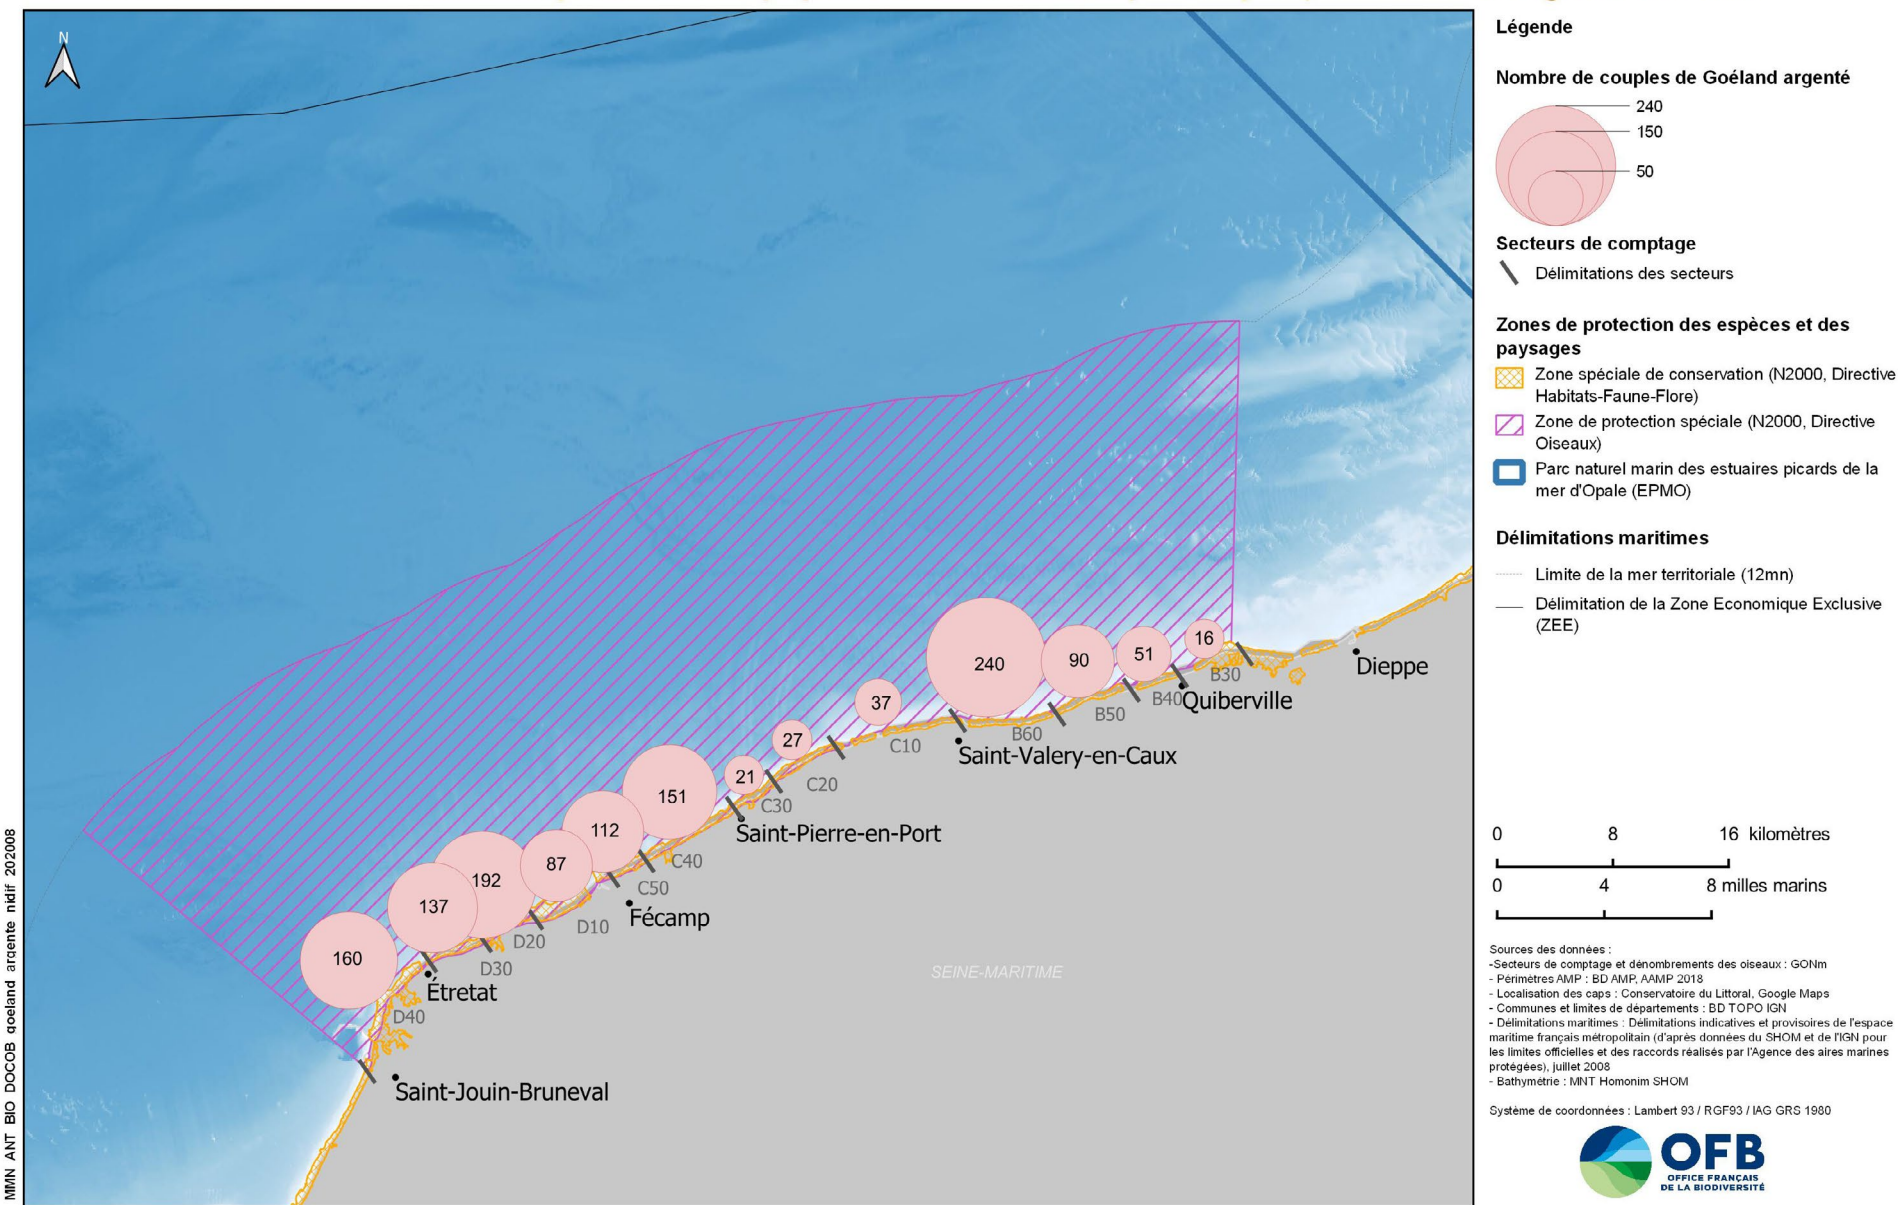 N
240
90
51
16
37
27
21
151
112
87
192
137
160
B30
B40
B50
B60
C10
C20
C30
C40
C50
D10
D20
D30
D40
Dieppe
Quiberville
Saint-Valery-en-Caux
Saint-Pierre-en-Port
Fécamp
Étretat
Saint-Jouin-Bruneval
SEINE-MARITIME
MMN ANT BIO DOCOB goeland argente nidif 202008
Légende
Nombre de couples de Goéland argenté
240
150
50
Secteurs de comptage
Délimitations des secteurs
Zones de protection des espèces et des
paysages
Zone spéciale de conservation (N2000, Directive
Habitats-Faune-Flore)
Zone de protection spéciale (N2000, Directive
Oiseaux)
Parc naturel marin des estuaires picards de la
mer d'Opale (EPMO)
Délimitations maritimes
Limite de la mer territoriale (12mn)
Délimitation de la Zone Economique Exclusive
(ZEE)
0 8 16 kilomètres
0 4 8 milles marins
Sources des données :
-Secteurs de comptage et dénombrements des oiseaux : GONm
- Périmètres AMP : BD AMP, AAMP 2018
- Localisation des caps : Conservatoire du Littoral, Google Maps
- Communes et limites de départements : BD TOPO IGN
- Délimitations maritimes : Délimitations indicatives et provisoires de l'espace
maritime français métropolitain (d'après données du SHOM et de l'IGN pour
les limites officielles et des raccords réalisés par l'Agence des aires marines
protégées), juillet 2008
- Bathymétrie : MNT Homonim SHOM
Système de coordonnées : Lambert 93 / RGF93 / IAG GRS 1980
OFB
OFFICE FRANÇAIS
DE LA BIODIVERSITÉ